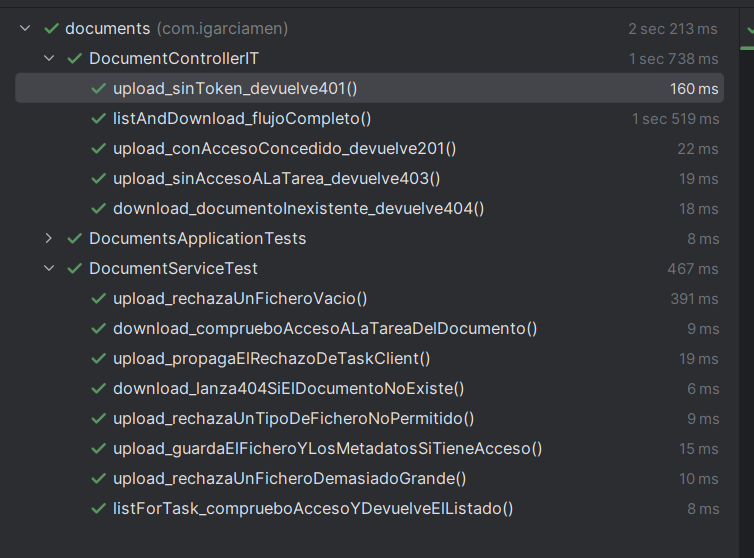 documents (com.igarciamen) 2 sec 213 ms
DocumentControllerIT 1 sec 738 ms
upload_sinToken_devuelve401() 160 ms
listAndDownload_flujoCompleto() 1 sec 519 ms
upload_conAccesoConcedido_devuelve201() 22 ms
upload_sinAccesoALaTarea_devuelve403() 19 ms
download_documentoInexistente_devuelve404() 18 ms
DocumentsApplicationTests 8 ms
DocumentServiceTest 467 ms
upload_rechazaUnFicheroVacio() 391 ms
download_comprueboAccesoALaTareaDelDocumento() 9 ms
upload_propagaElRechazoDeTaskClient() 19 ms
download_lanza404SiElDocumentoNoExiste() 6 ms
upload_rechazaUnTipoDeFicheroNoPermitido() 9 ms
upload_guardaElFicheroYLosMetadatosSiTieneAcceso() 15 ms
upload_rechazaUnFicheroDemasiadoGrande() 10 ms
listForTask_comprueboAccesoYDevuelveElListado() 8 ms